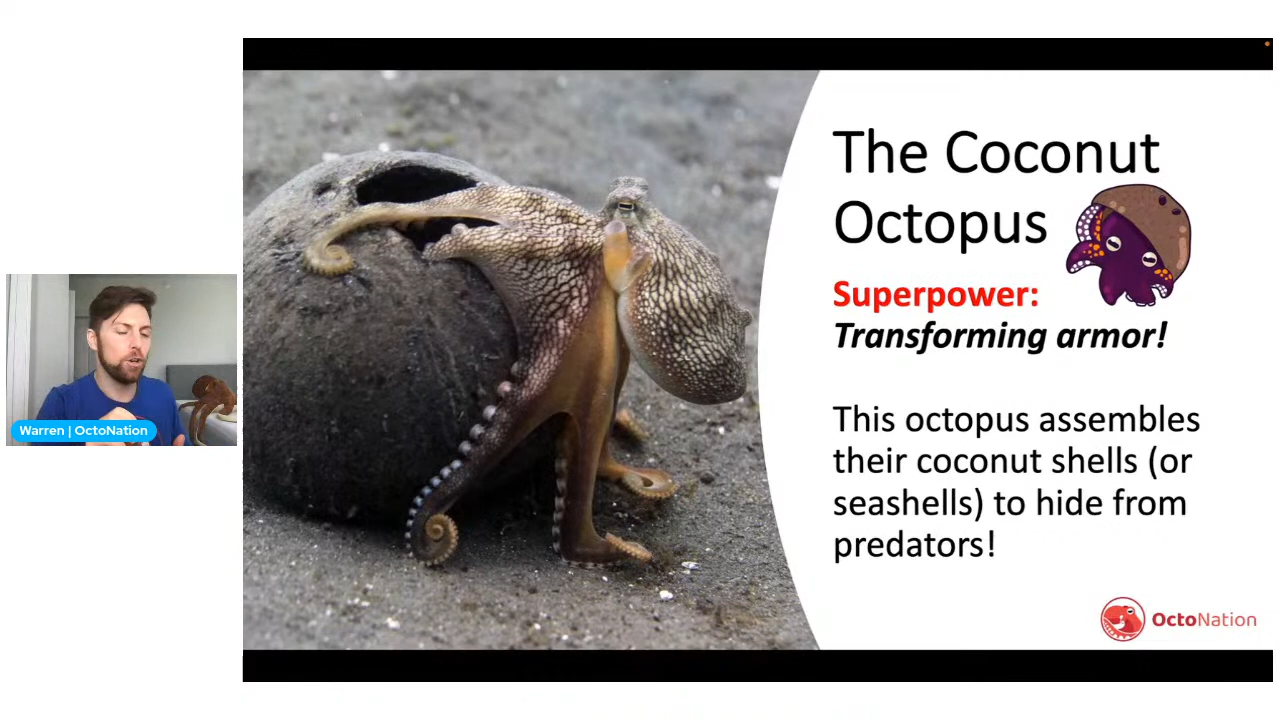 The Coconut
Octopus
Superpower:
Transforming armor!
This octopus assembles
their coconut shells (or
seashells) to hide from
predators!
OctoNation
Warren | OctoNation